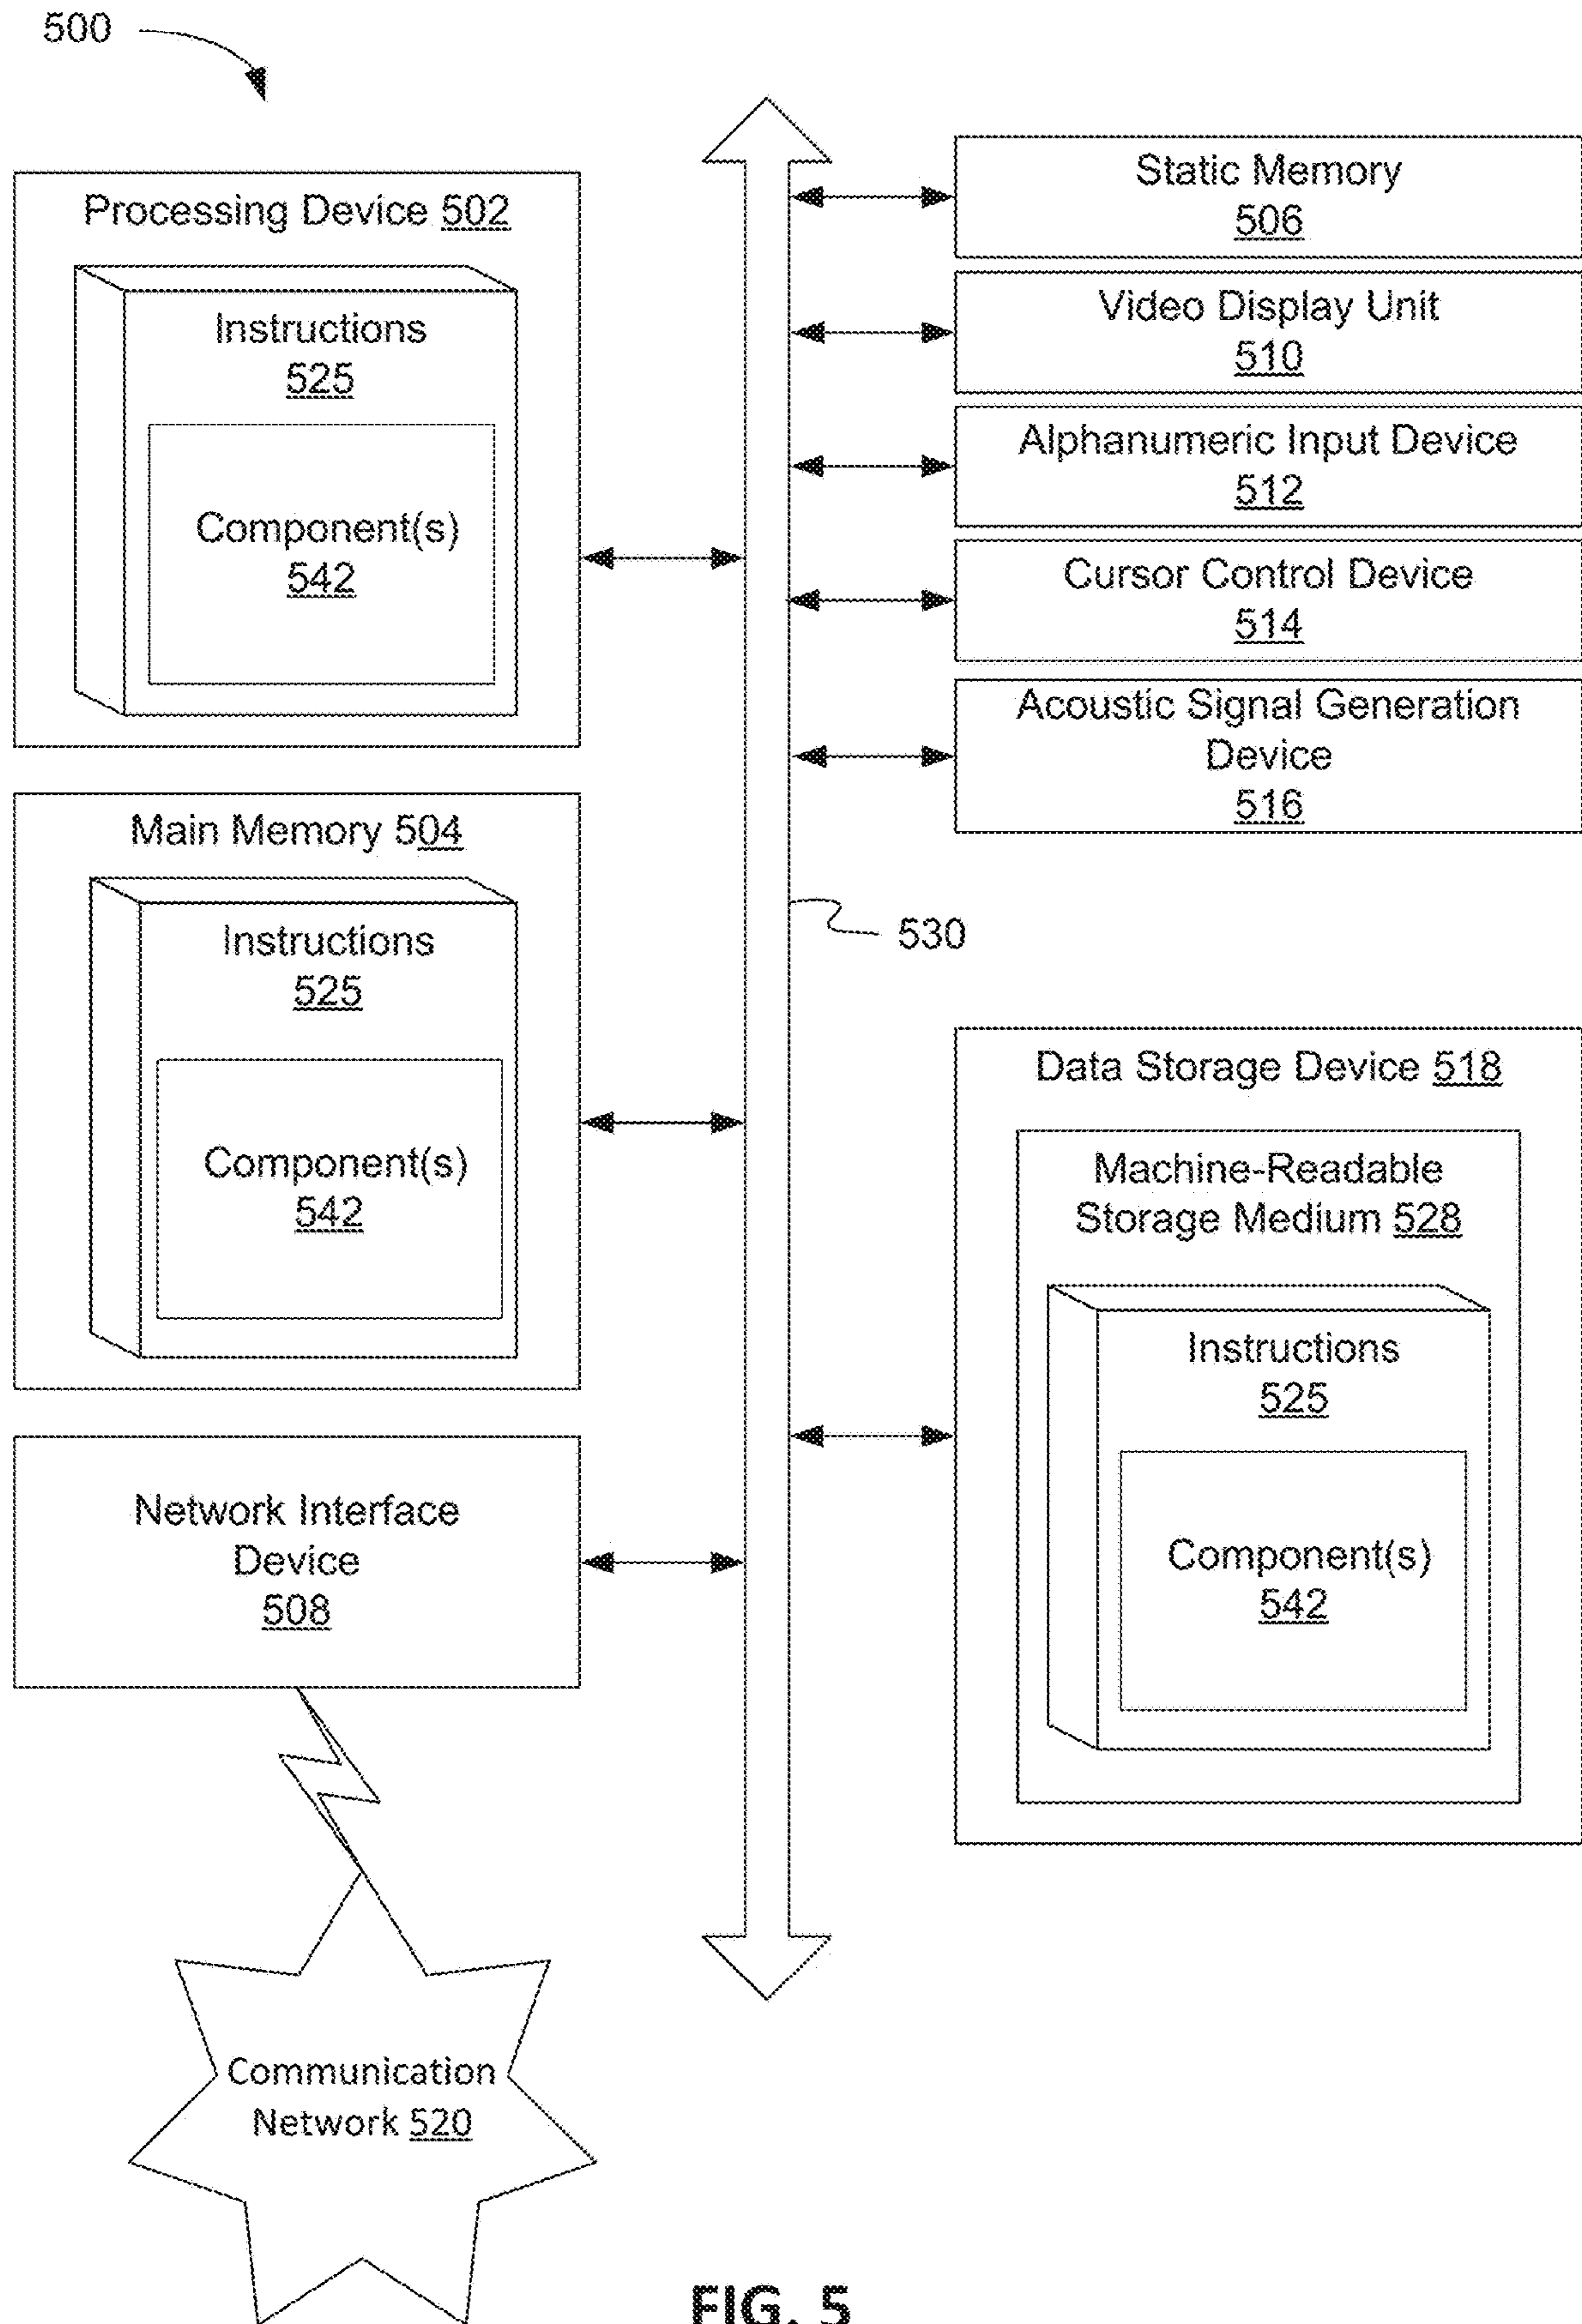 500
Processing Device 502
Instructions
525
Component(s)
542
Main Memory 504
Instructions
525
Component(s)
542
Network Interface
Device
508
Communication
Network 520
Static Memory
506
Video Display Unit
510
Alphanumeric Input Device
512
Cursor Control Device
514
Acoustic Signal Generation
Device
516
530
Data Storage Device 518
Machine-Readable
Storage Medium 528
Instructions
525
Component(s)
542
FIG. 5